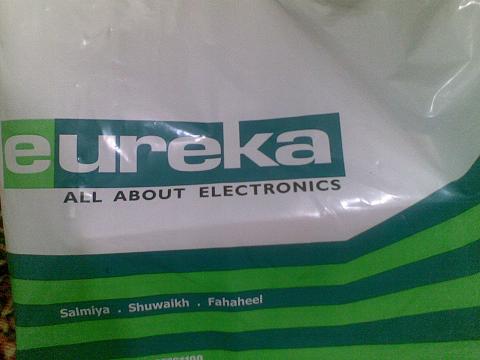 eureka
ALL ABOUT ELECTRONICS
Salmiya . Shuwaikh . Fahaheel